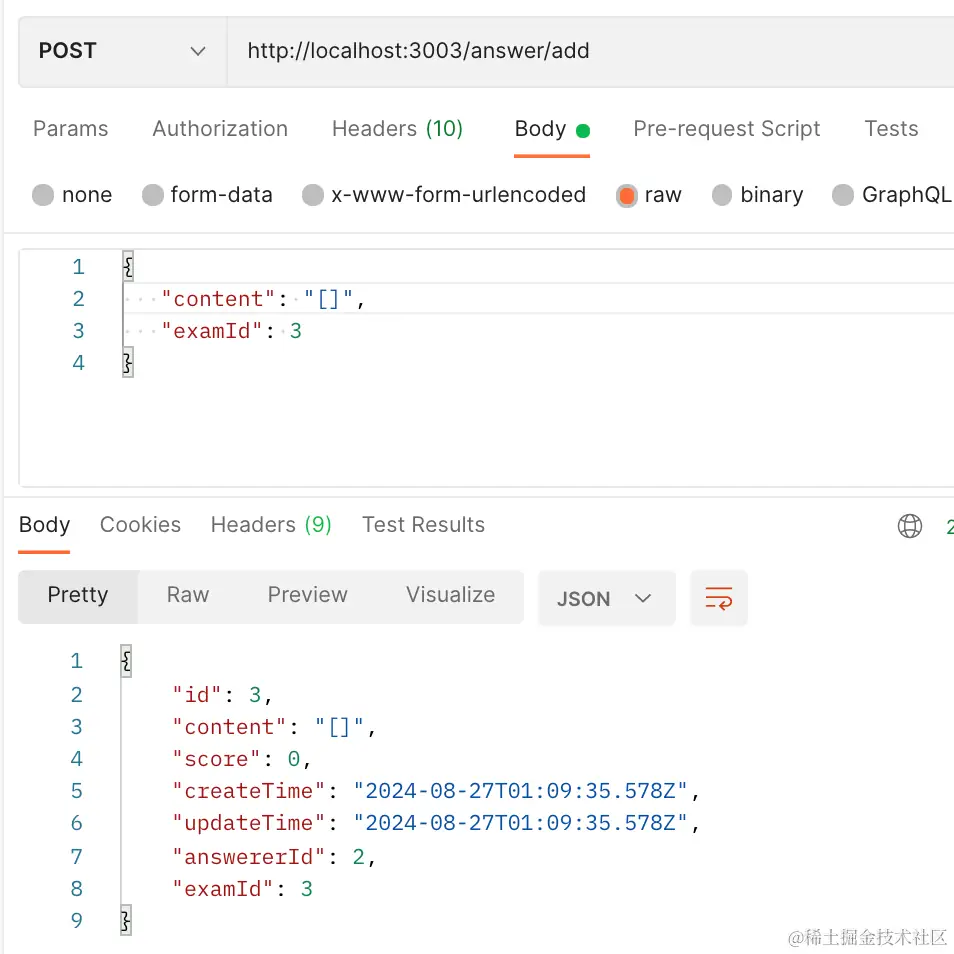 POST http://localhost:3003/answer/add
Params Authorization Headers (10) Body Pre-request Script Tests
none form-data x-www-form-urlencoded raw binary GraphQL
1 {
2 "content": "[]",
3 "examId": 3
4 }
Body Cookies Headers (9) Test Results 2
Pretty Raw Preview Visualize JSON
1 {
2 "id": 3,
3 "content": "[]",
4 "score": 0,
5 "createTime": "2024-08-27T01:09:35.578Z",
6 "updateTime": "2024-08-27T01:09:35.578Z",
7 "answererId": 2,
8 "examId": 3
9 }
@稀土掘金技术社区